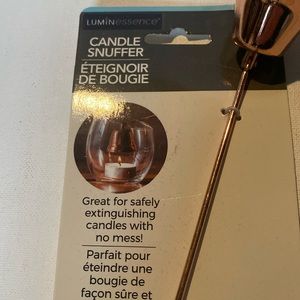 LUMINessence
CANDLE
SNUFFER
ÉTEIGNOIR
DE BOUGIE
Great for safely
extinguishing
candles with
no mess!
Parfait pour
éteindre une
bougie de
façon sûre et